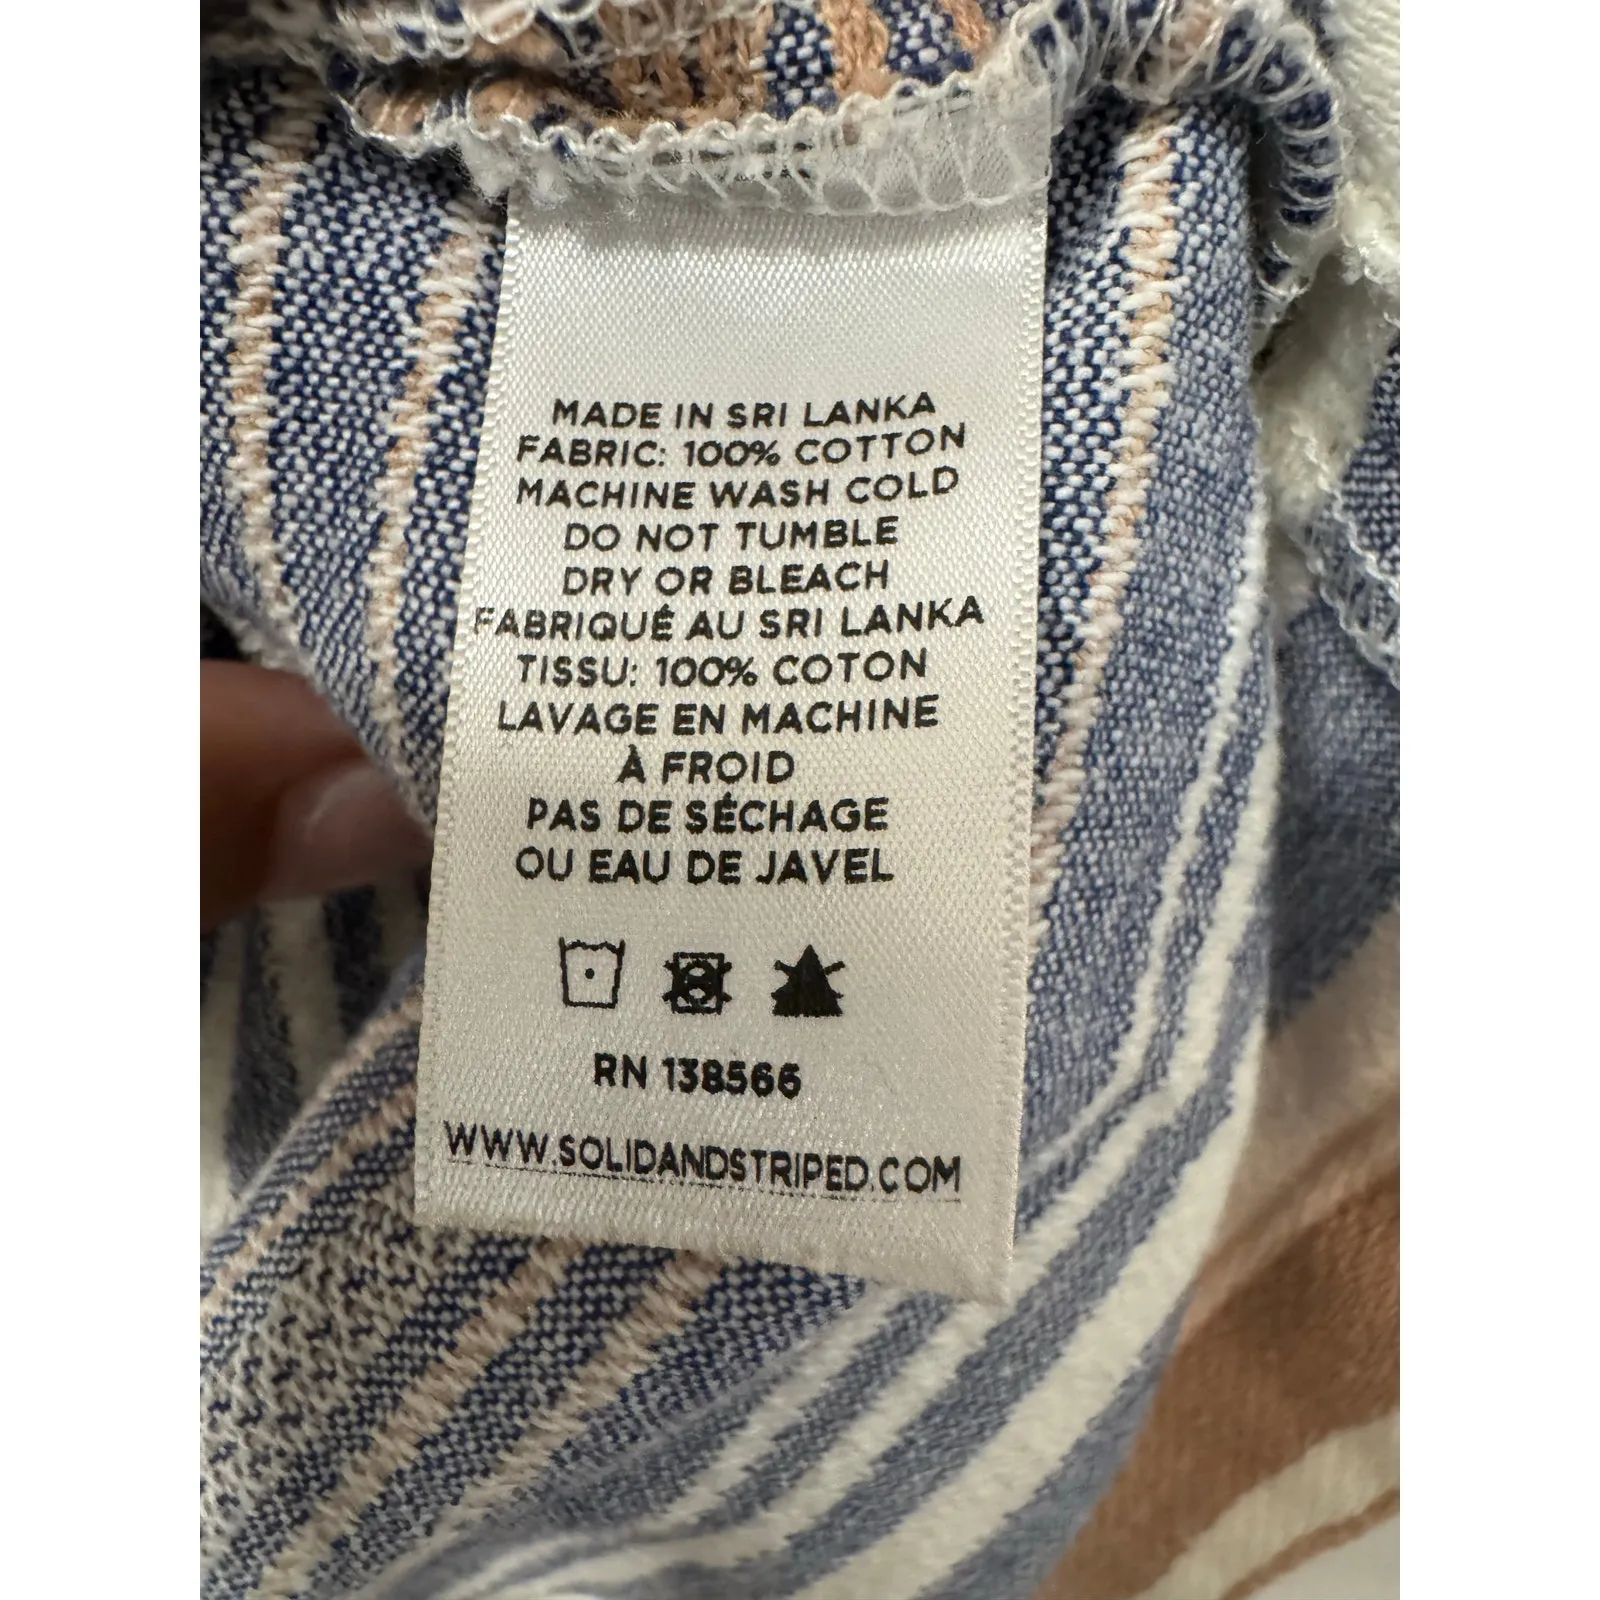 MADE IN SRI LANKA
FABRIC: 100% COTTON
MACHINE WASH COLD
DO NOT TUMBLE
DRY OR BLEACH
FABRIQUÉ AU SRI LANKA
TISSU: 100% COTON
LAVAGE EN MACHINE
À FROID
PAS DE SÉCHAGE
OU EAU DE JAVEL
RN 138566
WWW.SOLIDANDSTRIPED.COM